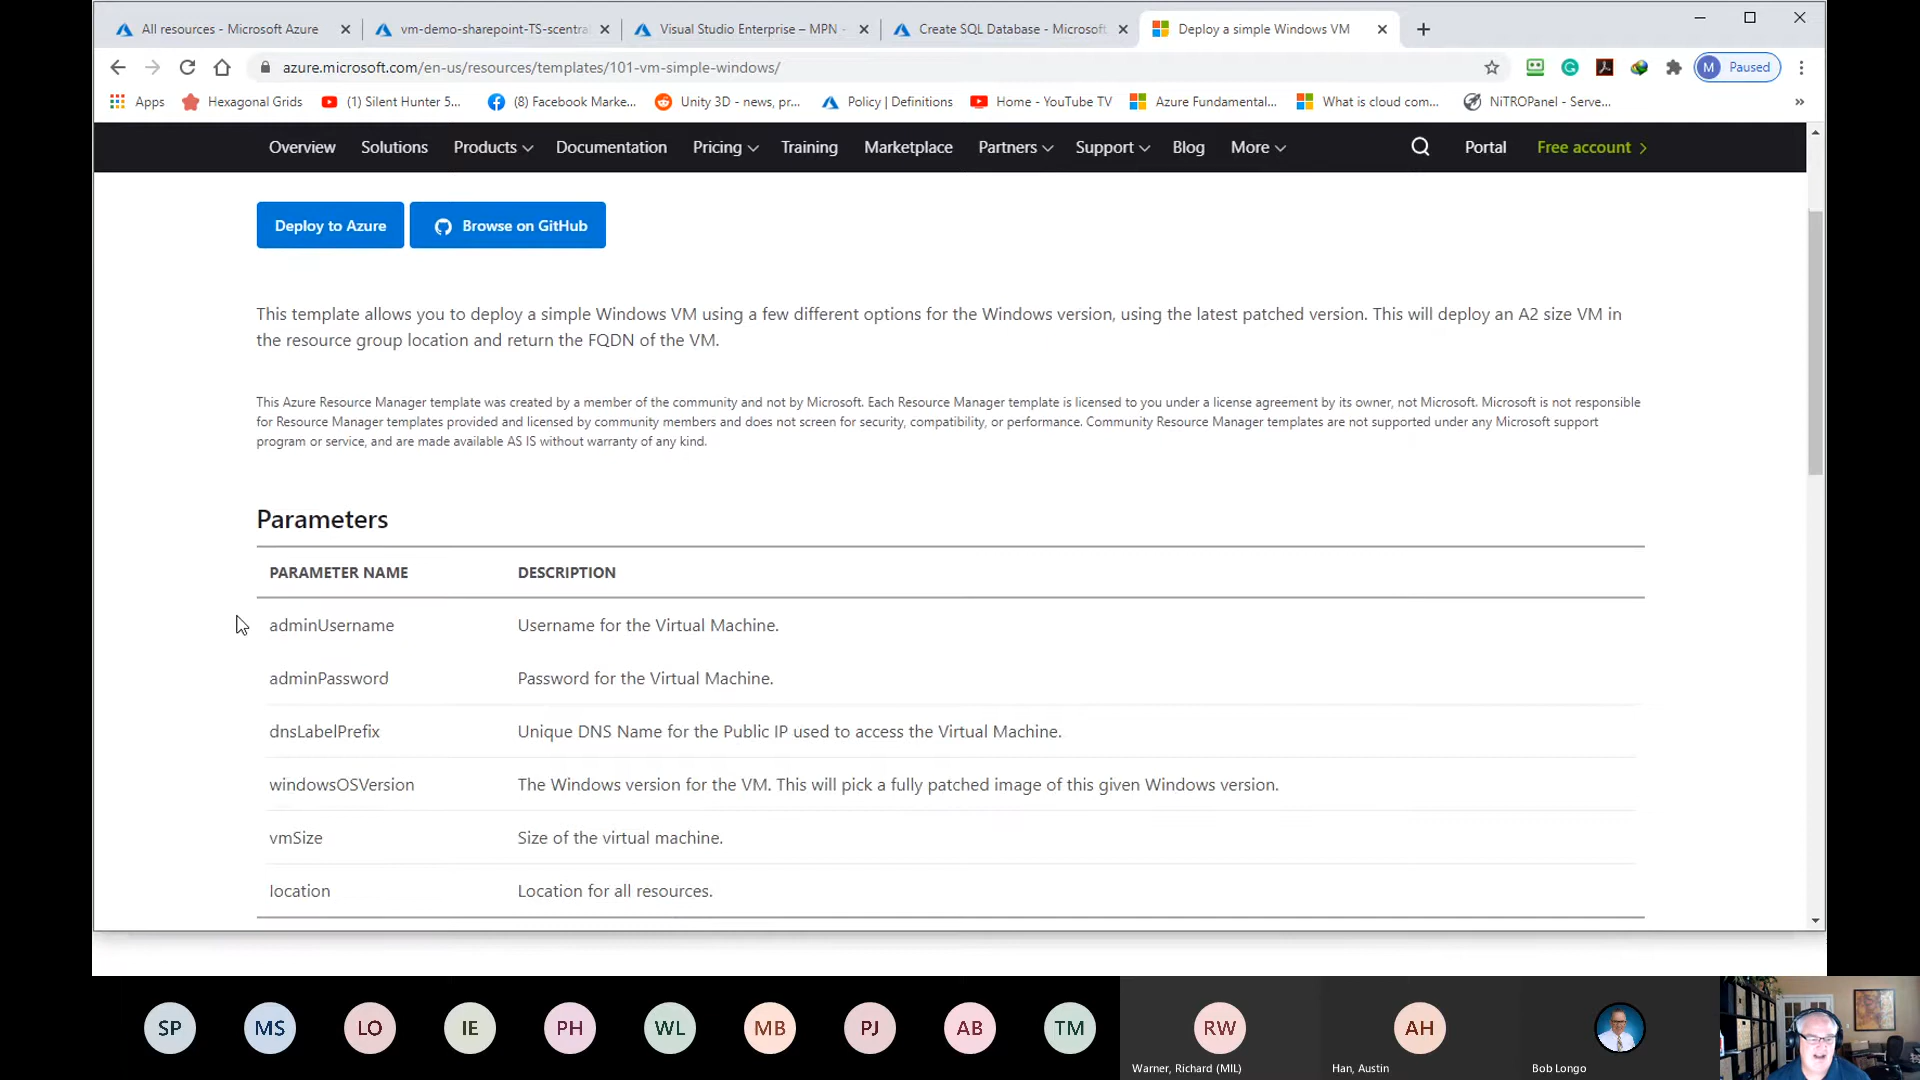 All resources - Microsoft Azure
vm-demo-sharepoint-TS-scentra
Visual Studio Enterprise – MPN -
Create SQL Database - Microsoft
Deploy a simple Windows VM
azure.microsoft.com/en-us/resources/templates/101-vm-simple-windows/
M Paused
Apps
Hexagonal Grids
(1) Silent Hunter 5...
(8) Facebook Marke...
Unity 3D - news, pr...
Policy | Definitions
Home - YouTube TV
Azure Fundamental...
What is cloud com...
NiTROPanel - Serve...
Overview
Solutions
Products
Documentation
Pricing
Training
Marketplace
Partners
Support
Blog
More
Portal
Free account
Deploy to Azure
Browse on GitHub
This template allows you to deploy a simple Windows VM using a few different options for the Windows version, using the latest patched version. This will deploy an A2 size VM in
the resource group location and return the FQDN of the VM.
This Azure Resource Manager template was created by a member of the community and not by Microsoft. Each Resource Manager template is licensed to you under a license agreement by its owner, not Microsoft. Microsoft is not responsible
for Resource Manager templates provided and licensed by community members and does not screen for security, compatibility, or performance. Community Resource Manager templates are not supported under any Microsoft support
program or service, and are made available AS IS without warranty of any kind.
Parameters
PARAMETER NAME DESCRIPTION
adminUsername Username for the Virtual Machine.
adminPassword Password for the Virtual Machine.
dnsLabelPrefix Unique DNS Name for the Public IP used to access the Virtual Machine.
windowsOSVersion The Windows version for the VM. This will pick a fully patched image of this given Windows version.
vmSize Size of the virtual machine.
location Location for all resources.
SP
MS
LO
IE
PH
WL
MB
PJ
AB
TM
RW
AH
Warner, Richard (MIL)
Han, Austin
Bob Longo